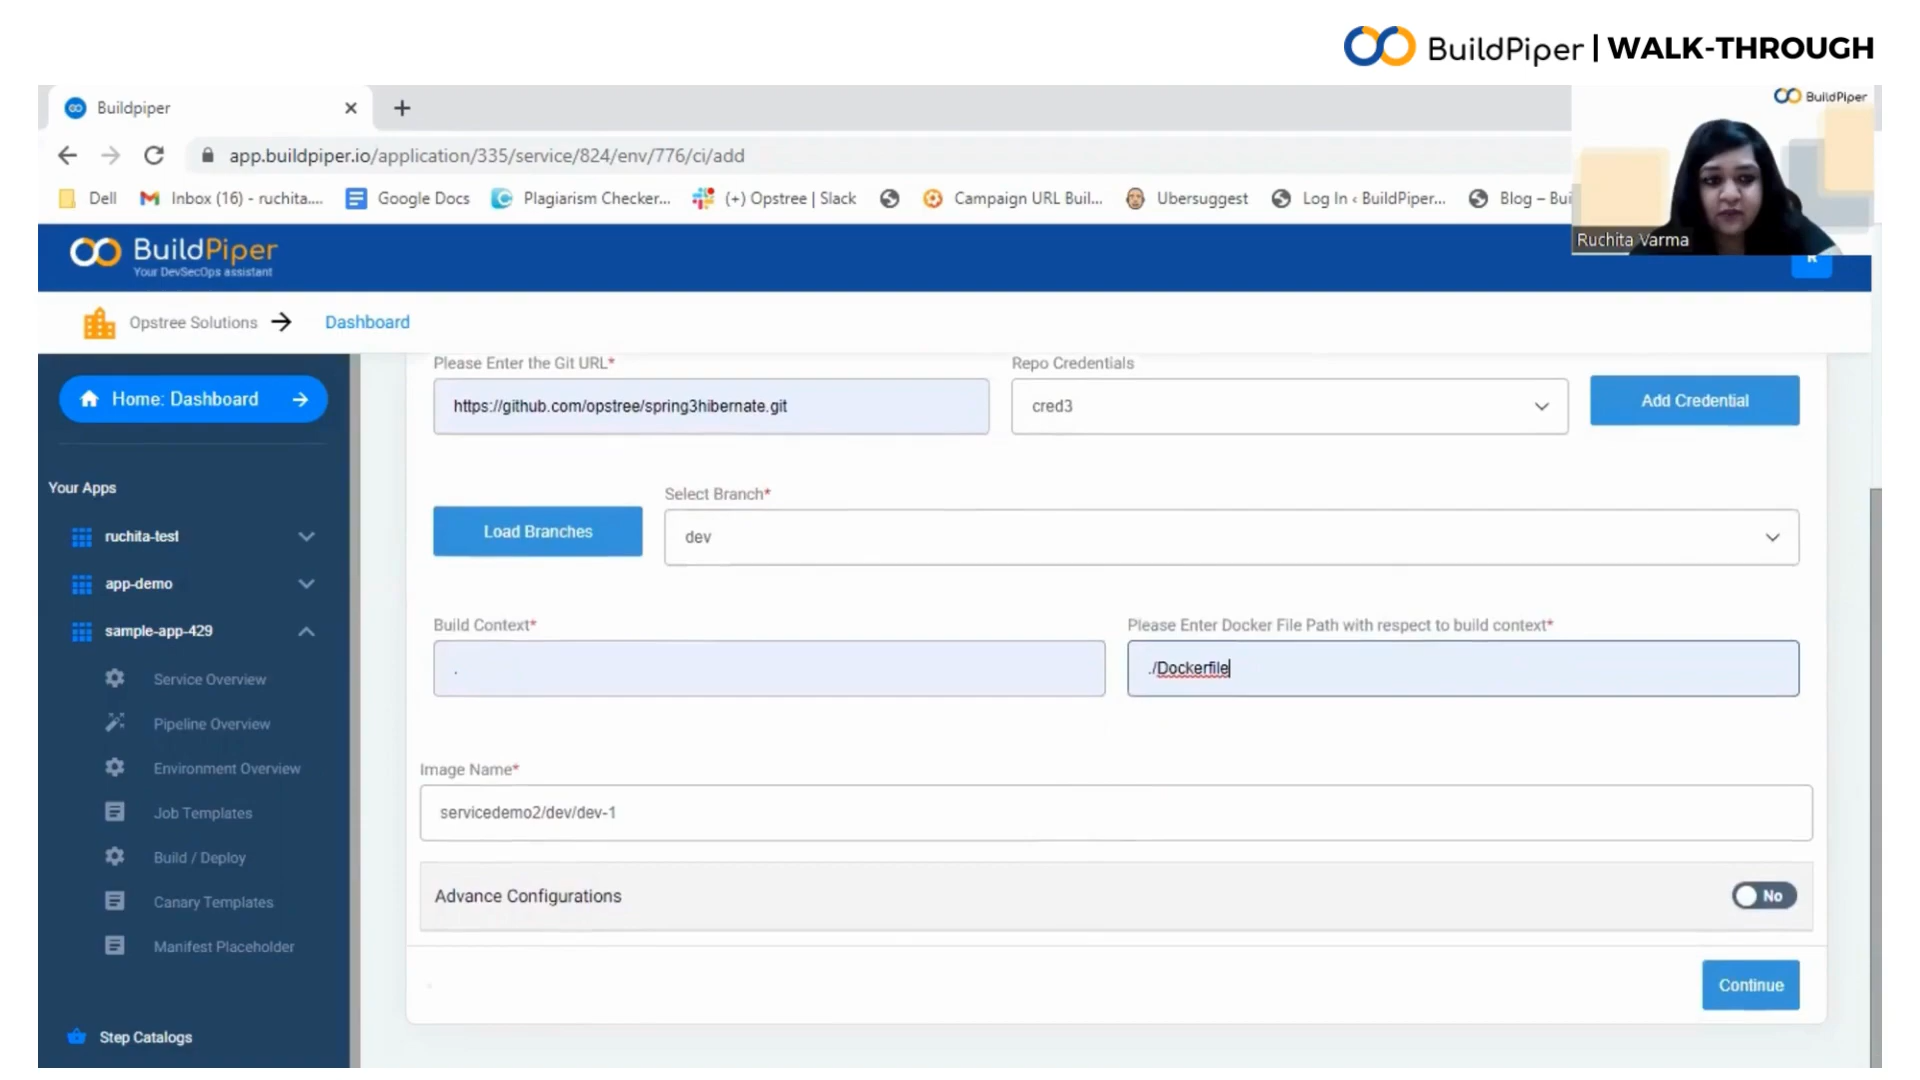 BuildPiper | WALK-THROUGH
Buildpiper
BuildPiper
app.buildpiper.io/application/335/service/824/env/776/ci/add
Dell
Inbox (16) - ruchita....
Google Docs
Plagiarism Checker...
(+) Opstree | Slack
Campaign URL Buil...
Ubersuggest
Log In ‹ BuildPiper...
Blog – Bui
Ruchita Varma
BuildPiper
Your DevSecOps assistant
R
Opstree Solutions
Dashboard
Home: Dashboard
Your Apps
ruchita-test
app-demo
sample-app-429
Service Overview
Pipeline Overview
Environment Overview
Job Templates
Build / Deploy
Canary Templates
Manifest Placeholder
Step Catalogs
Please Enter the Git URL*
https://github.com/opstree/spring3hibernate.git
Repo Credentials
cred3
Add Credential
Load Branches
Select Branch*
dev
Build Context*
.
Please Enter Docker File Path with respect to build context*
./Dockerfile
Image Name*
servicedemo2/dev/dev-1
Advance Configurations
No
Continue